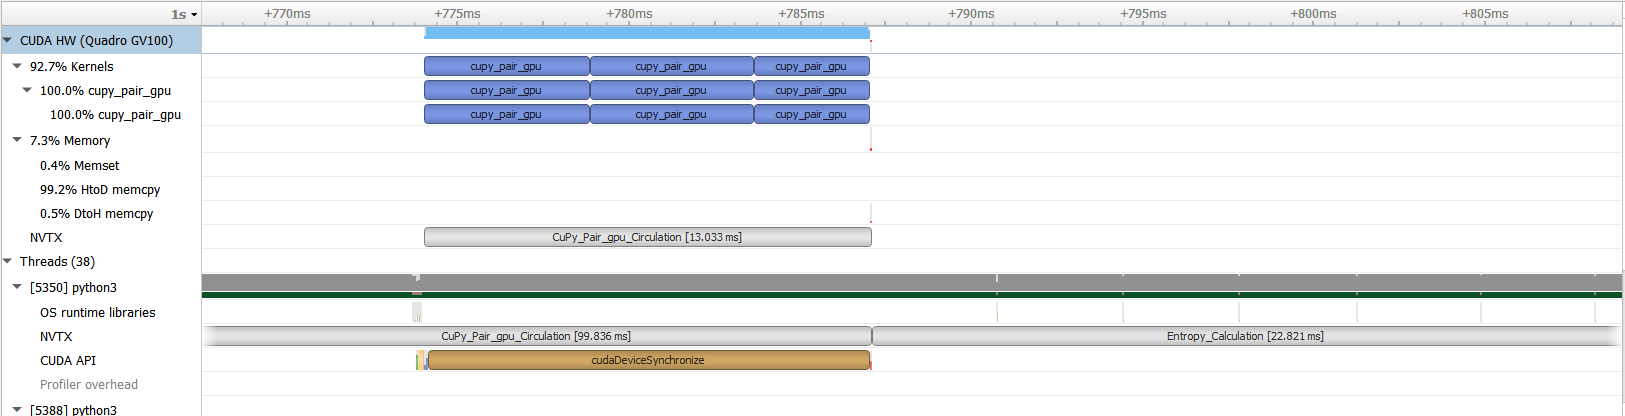 1s +770ms +775ms +780ms +785ms +790ms +795ms +800ms +805ms
CUDA HW (Quadro GV100)
92.7% Kernels cupy_pair_gpu cupy_pair_gpu cupy_pair_gpu
100.0% cupy_pair_gpu cupy_pair_gpu cupy_pair_gpu cupy_pair_gpu
100.0% cupy_pair_gpu cupy_pair_gpu cupy_pair_gpu cupy_pair_gpu
7.3% Memory
0.4% Memset
99.2% HtoD memcpy
0.5% DtoH memcpy
NVTX CuPy_Pair_gpu_Circulation [13.033 ms]
Threads (38)
[5350] python3
OS runtime libraries
NVTX CuPy_Pair_gpu_Circulation [99.836 ms] Entropy_Calculation [22.821 ms]
CUDA API cudaDeviceSynchronize
Profiler overhead
[5388] python3